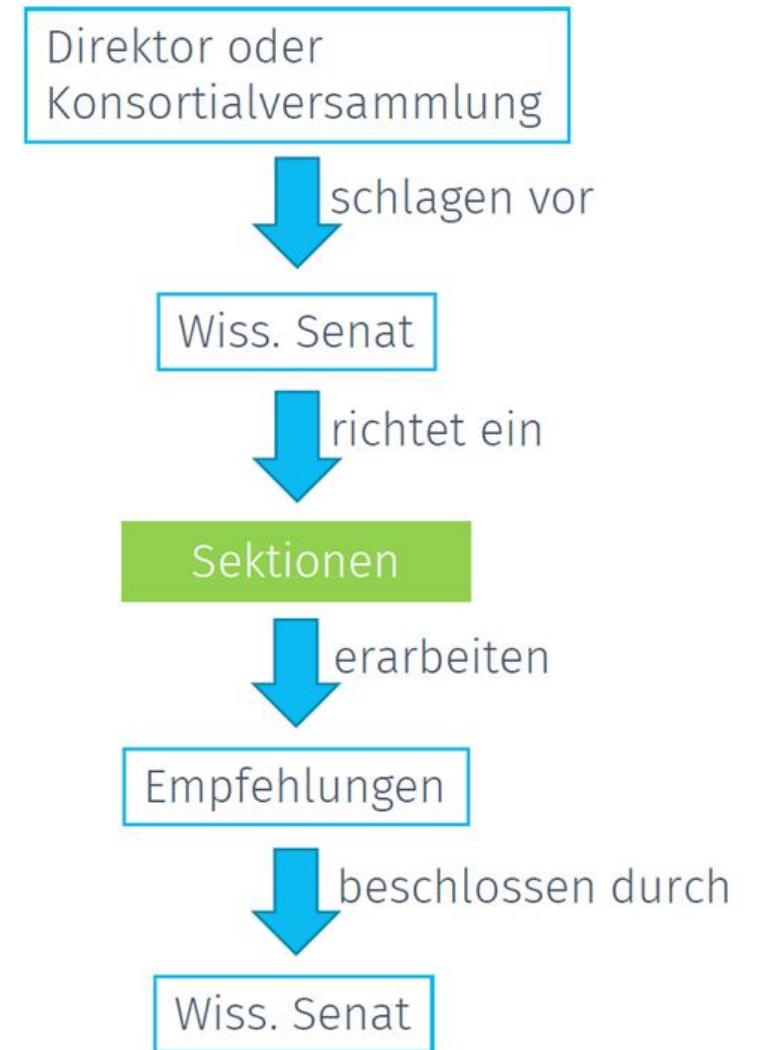 Direktor oder
Konsortialversammlung
schlagen vor
Wiss. Senat
richtet ein
Sektionen
erarbeiten
Empfehlungen
beschlossen durch
Wiss. Senat